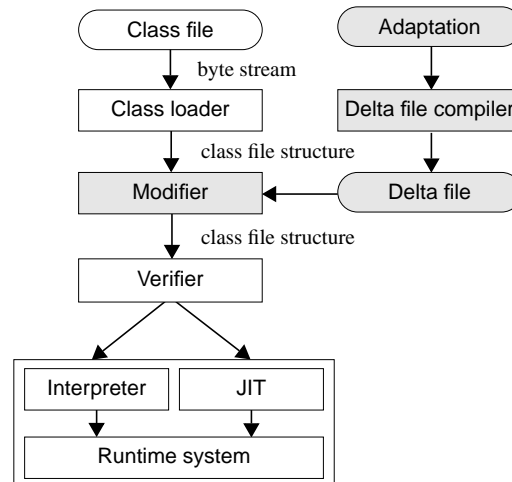 Class file
Adaptation
byte stream
Class loader
Delta file compiler
class file structure
Modifier
Delta file
class file structure
Verifier
Interpreter
JIT
Runtime system